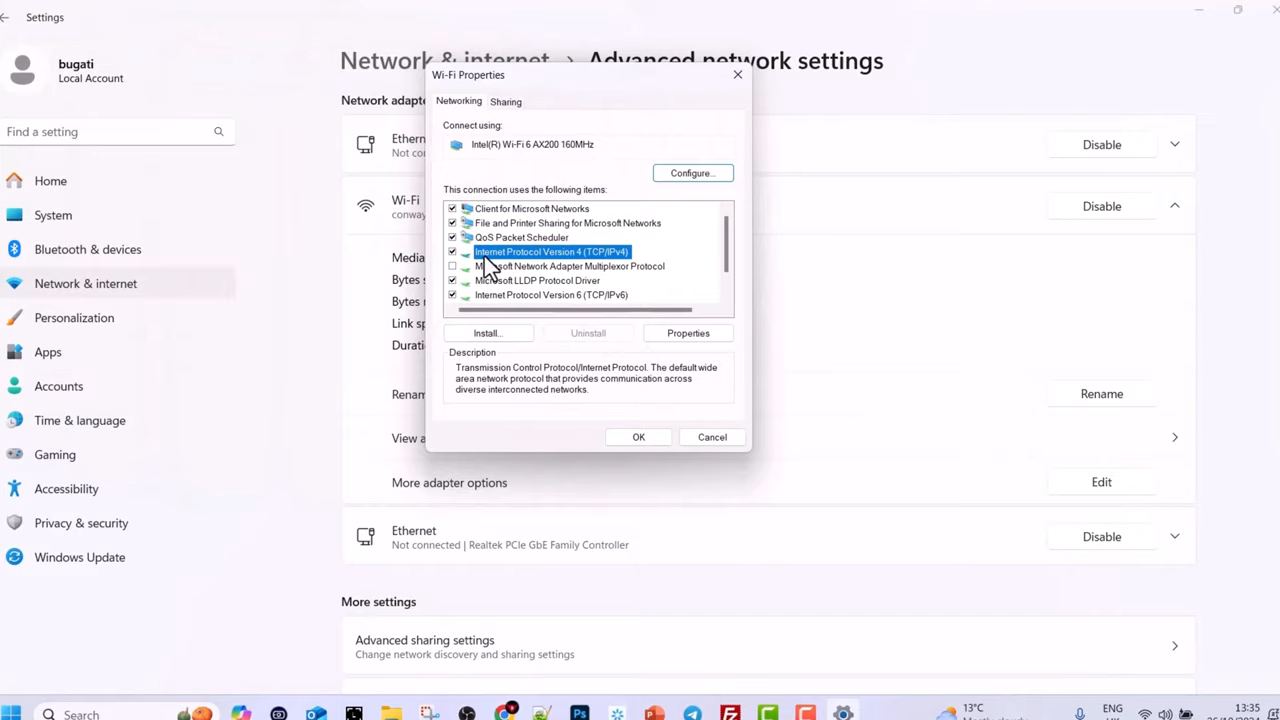 Settings
bugati
Local Account
Find a setting
Home
System
Bluetooth & devices
Network & internet
Personalization
Apps
Accounts
Time & language
Gaming
Accessibility
Privacy & security
Windows Update
Network & internet > Advanced network settings
Network adapte
Ethern
Not co
Disable
Wi-Fi
conway
Disable
Media
Bytes
Bytes
Link sp
Durati
Renam
Rename
View a
More adapter options
Edit
Ethernet
Not connected | Realtek PCIe GbE Family Controller
Disable
More settings
Advanced sharing settings
Change network discovery and sharing settings
Wi-Fi Properties
Networking
Sharing
Connect using:
Intel(R) Wi-Fi 6 AX200 160MHz
Configure...
This connection uses the following items:
Client for Microsoft Networks
File and Printer Sharing for Microsoft Networks
QoS Packet Scheduler
Internet Protocol Version 4 (TCP/IPv4)
Microsoft Network Adapter Multiplexor Protocol
Microsoft LLDP Protocol Driver
Internet Protocol Version 6 (TCP/IPv6)
Install...
Uninstall
Properties
Description
Transmission Control Protocol/Internet Protocol. The default wide
area network protocol that provides communication across
diverse interconnected networks.
OK
Cancel
Search
Ps
13°C
ENG
13:35